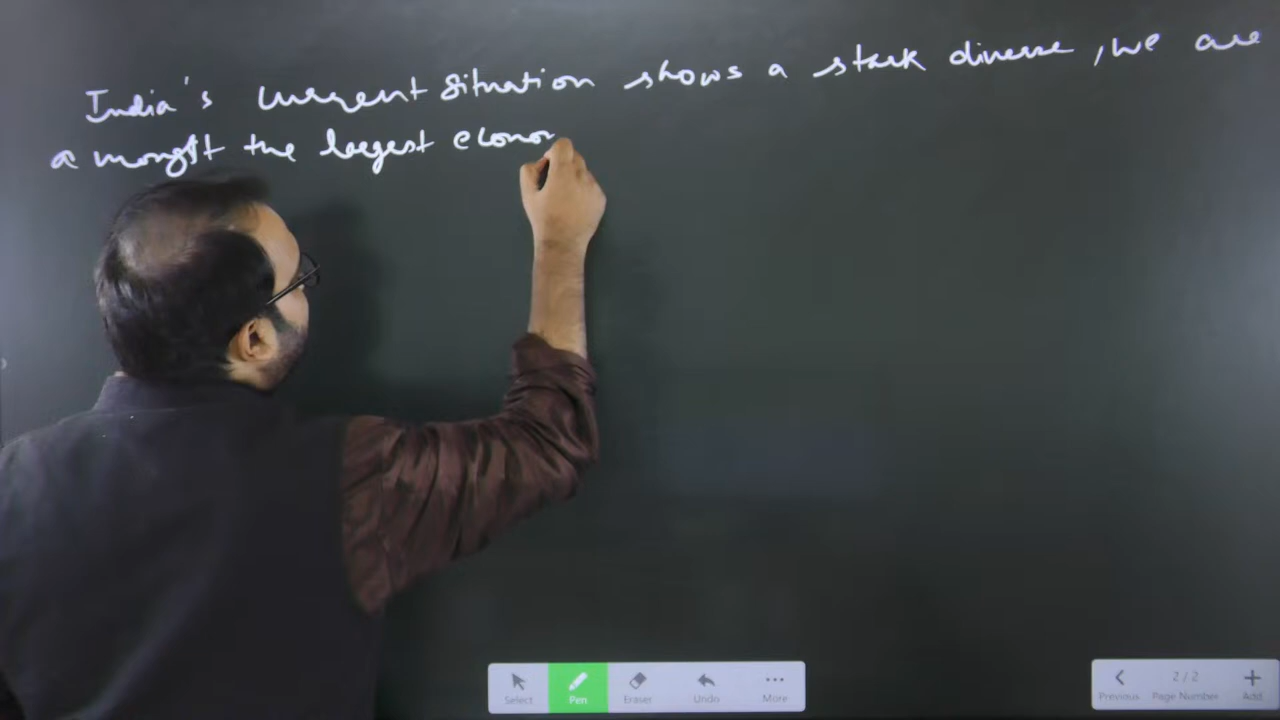 India's current situation shows a stark diverse, we are
amongst the largest econo
Select
Pen
Eraser
Undo
More
Previous
2 / 2
Page Number
Add